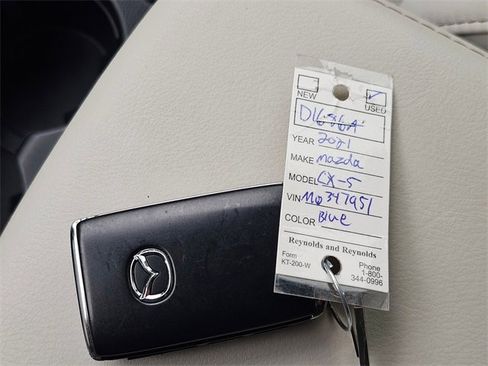 NEW USED
YEAR 2021
MAKE mazda
MODEL CX-5
VIN M0347951
COLOR Blue
Reynolds and Reynolds
Form
KT-200-W
Phone
1-800-
344-0996